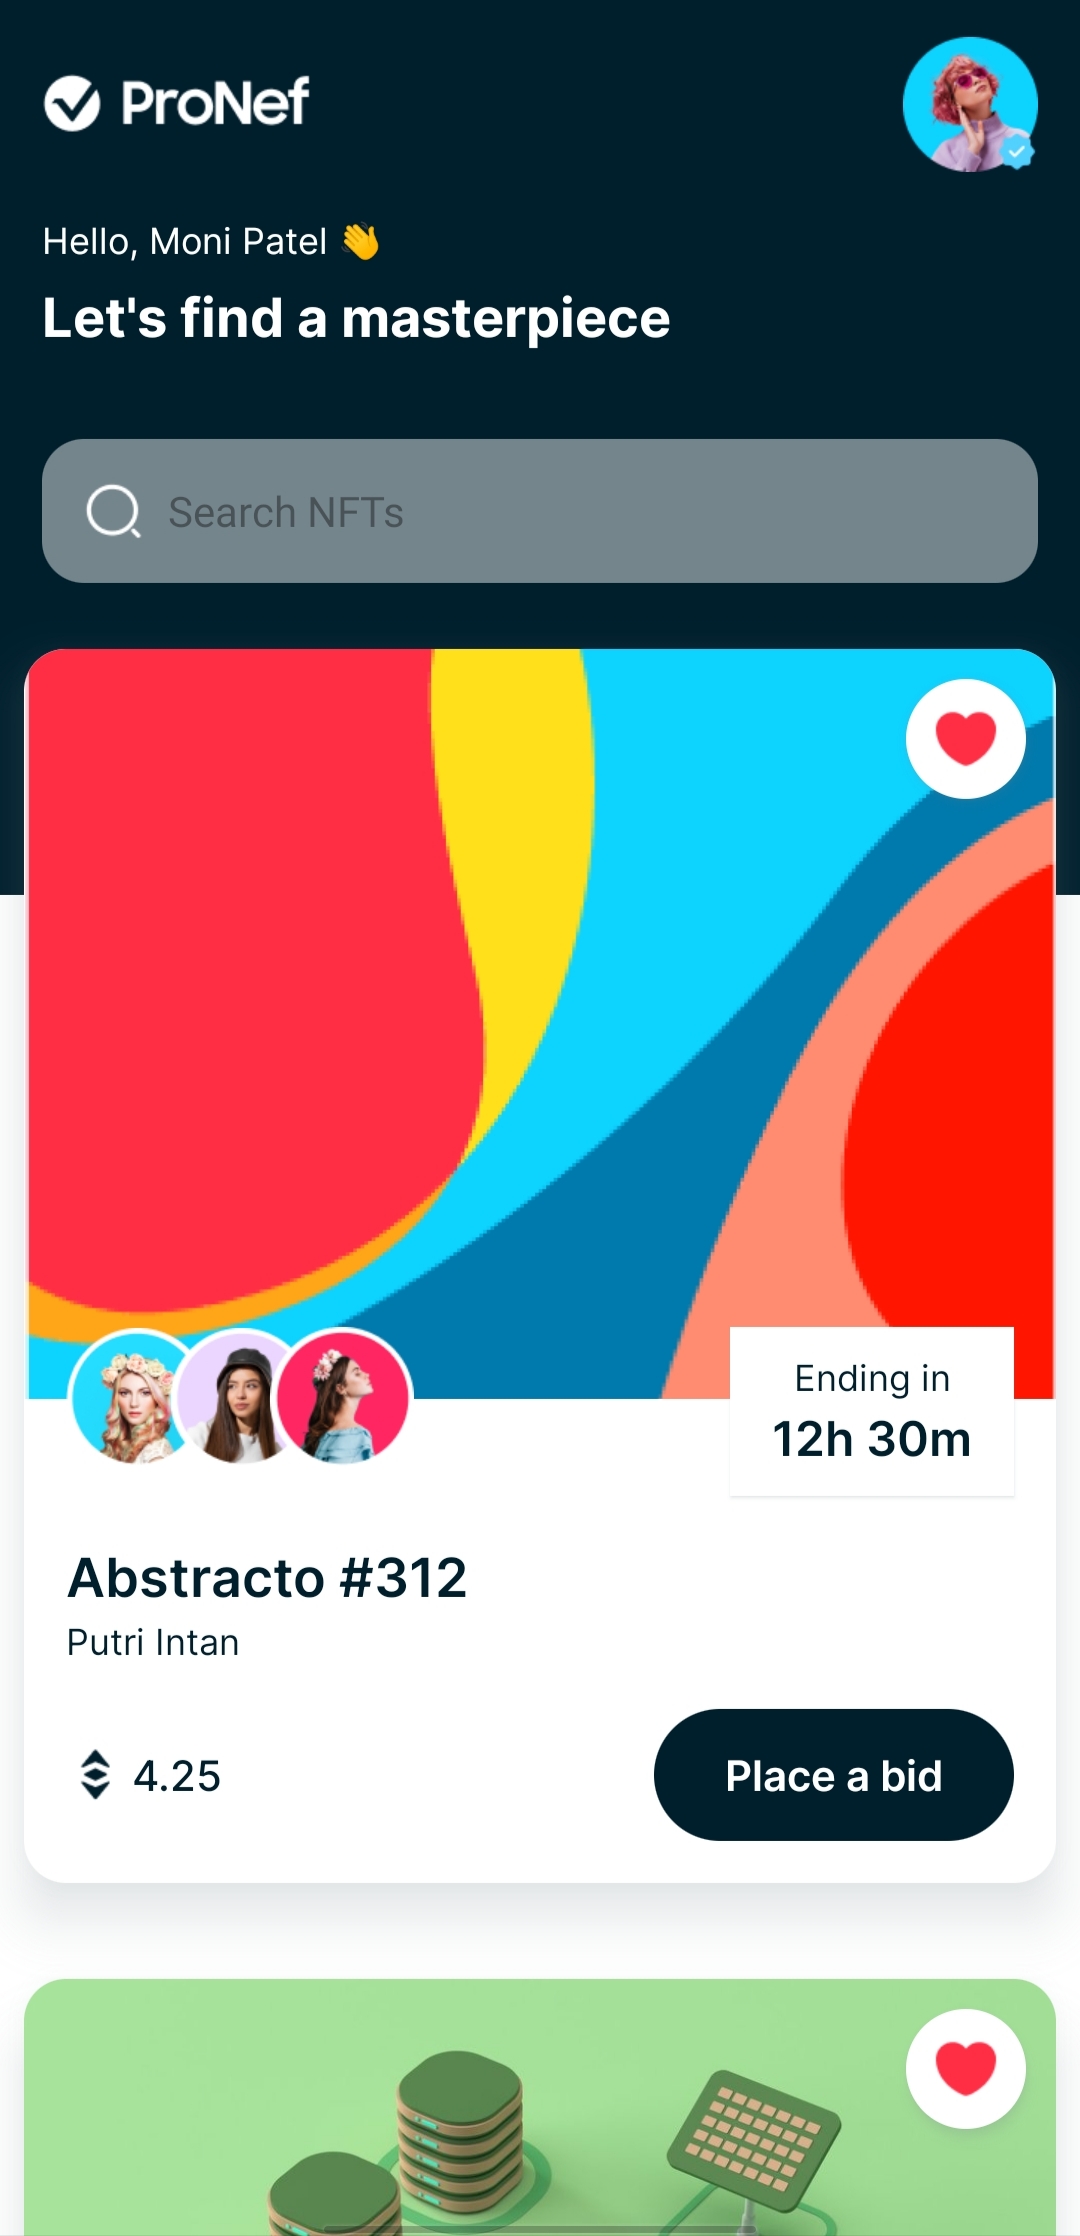 ProNef
Hello, Moni Patel 👋
Let's find a masterpiece
Search NFTs
Ending in
12h 30m
Abstracto #312
Putri Intan
4.25
Place a bid